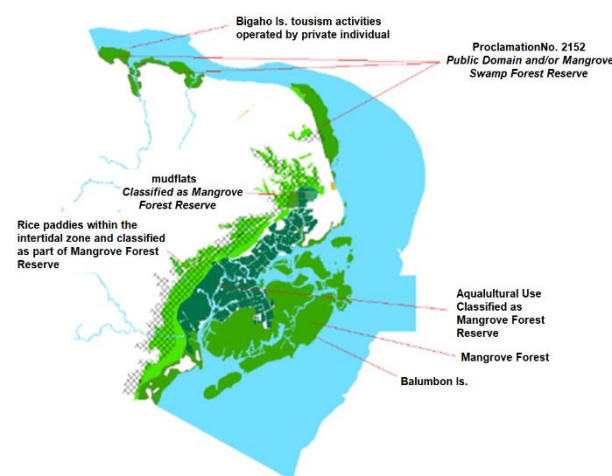 Bigaho Is. tousism activities
operated by private individual
ProclamationNo. 2152
Public Domain and/or Mangrove
Swamp Forest Reserve
mudflats
Classified as Mangrove
Forest Reserve
Rice paddies within the
intertidal zone and classified
as part of Mangrove Forest
Reserve
Aqualultural Use
Classified as
Mangrove Forest
Reserve
Mangrove Forest
Balumbon Is.